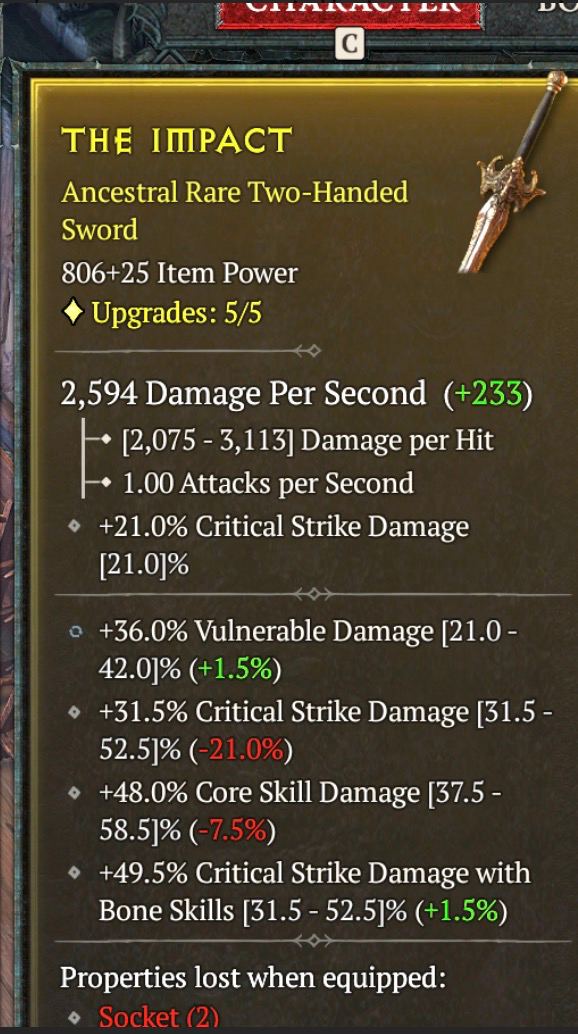 CHARACTER
C
THE IMPACT
Ancestral Rare Two-Handed
Sword
806+25 Item Power
Upgrades: 5/5
2,594 Damage Per Second (+233)
[2,075 - 3,113] Damage per Hit
1.00 Attacks per Second
+21.0% Critical Strike Damage
[21.0]%
+36.0% Vulnerable Damage [21.0 -
42.0]% (+1.5%)
+31.5% Critical Strike Damage [31.5 -
52.5]% (-21.0%)
+48.0% Core Skill Damage [37.5 -
58.5]% (-7.5%)
+49.5% Critical Strike Damage with
Bone Skills [31.5 - 52.5]% (+1.5%)
Properties lost when equipped:
Socket (2)